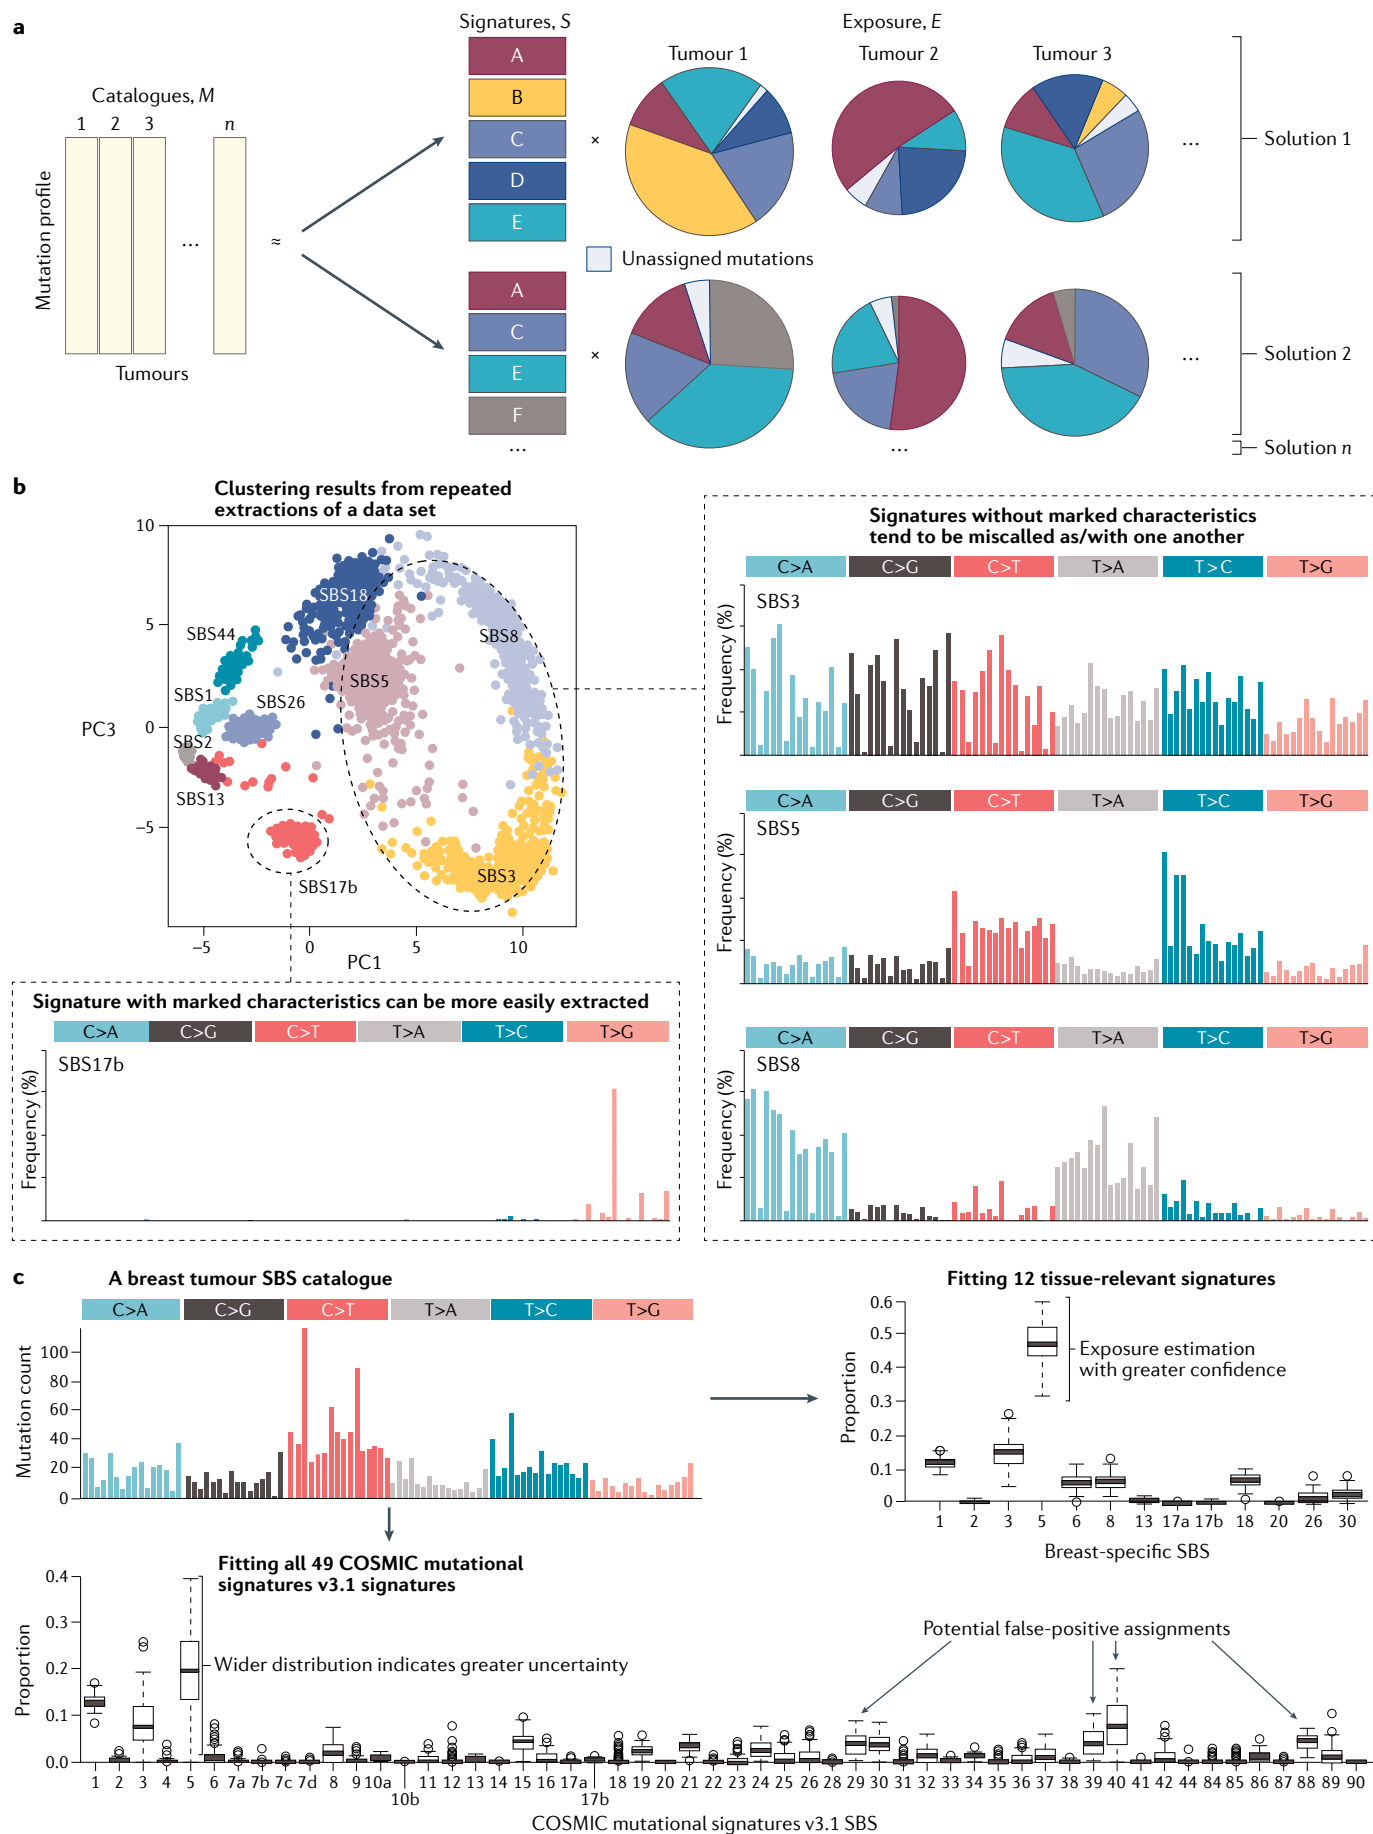 a
Signatures, S
Exposure, E
Catalogues, M
1 2 3 n
Mutation profile
...
Tumours
≈
A
B
C
D
E
×
Tumour 1
Tumour 2
Tumour 3
...
Solution 1
Unassigned mutations
A
C
E
F
...
×
...
...
Solution 2
Solution n
b
Clustering results from repeated
extractions of a data set
10
5
0
−5
PC3
SBS18
SBS44
SBS8
SBS5
SBS1
SBS26
SBS2
SBS13
SBS17b
SBS3
−5 0 5 10
PC1
Signature with marked characteristics can be more easily extracted
C>A C>G C>T T>A T>C T>G
SBS17b
Frequency (%)
Signatures without marked characteristics
tend to be miscalled as/with one another
C>A C>G C>T T>A T>C T>G
SBS3
Frequency (%)
C>A C>G C>T T>A T>C T>G
SBS5
Frequency (%)
C>A C>G C>T T>A T>C T>G
SBS8
Frequency (%)
c
A breast tumour SBS catalogue
C>A C>G C>T T>A T>C T>G
Mutation count
100
80
60
40
20
0
Fitting 12 tissue-relevant signatures
Proportion
0.6
0.5
0.4
0.3
0.2
0.1
0
Exposure estimation
with greater confidence
1 2 3 5 6 8 13 17a 17b 18 20 26 30
Breast-specific SBS
Fitting all 49 COSMIC mutational
signatures v3.1 signatures
Proportion
0.4
0.3
0.2
0.1
0.0
Wider distribution indicates greater uncertainty
Potential false-positive assignments
1 2 3 4 5 6 7a 7b 7c 7d 8 9 10a 10b 11 12 13 14 15 16 17a 17b 18 19 20 21 22 23 24 25 26 28 29 30 31 32 33 34 35 36 37 38 39 40 41 42 44 84 85 86 87 88 89 90
COSMIC mutational signatures v3.1 SBS